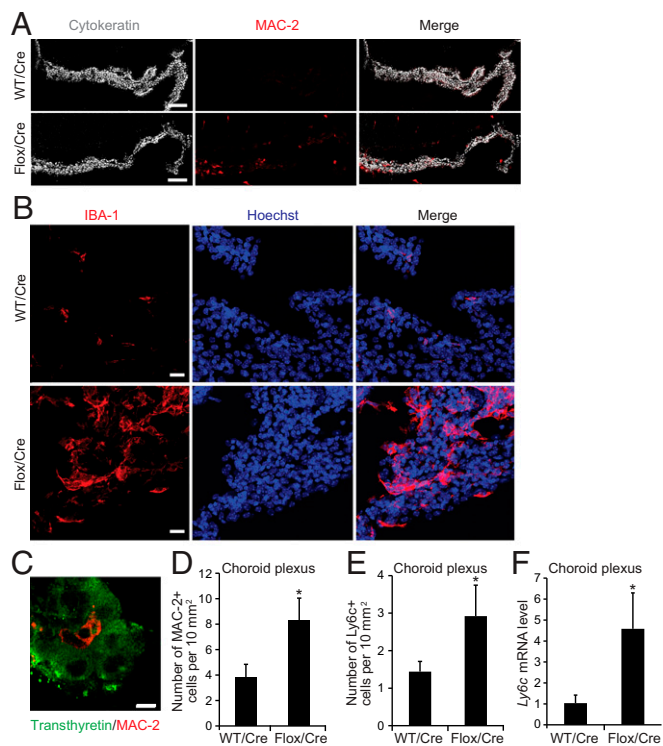 A
Cytokeratin MAC-2 Merge
WT/Cre
Flox/Cre
B
IBA-1 Hoechst Merge
WT/Cre
Flox/Cre
C
Transthyretin/MAC-2
D
Choroid plexus
Number of MAC-2+
cells per 10 mm²
12
10
8
6
4
2
0
*
WT/Cre Flox/Cre
E
Choroid plexus
Number of Ly6c+
cells per 10 mm²
4
3
2
1
0
*
WT/Cre Flox/Cre
F
Choroid plexus
Ly6c mRNA level
7
6
5
4
3
2
1
0
*
WT/Cre Flox/Cre